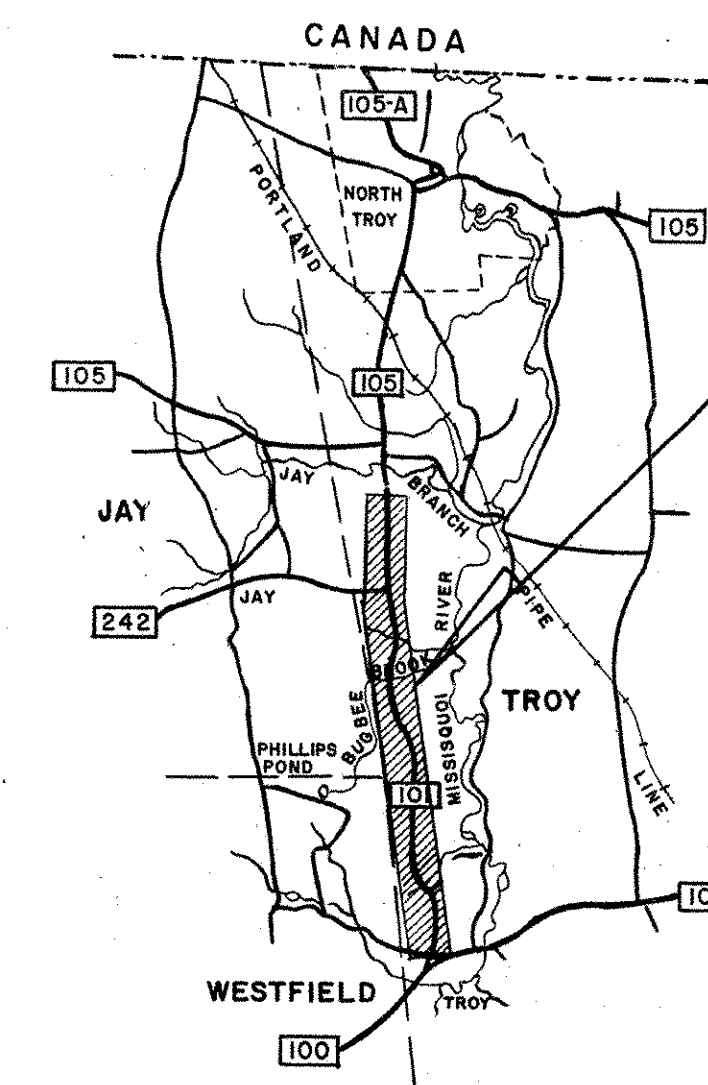 CANADA
105-A
PORTLAND
NORTH
TROY
105
105
105
JAY
JAY
BRANCH
242
JAY
RIVER
PIPE
BROOK
BUGBEE
MISSISQUOI
TROY
PHILLIPS
POND
101
LINE
10
WESTFIELD
TROY
100